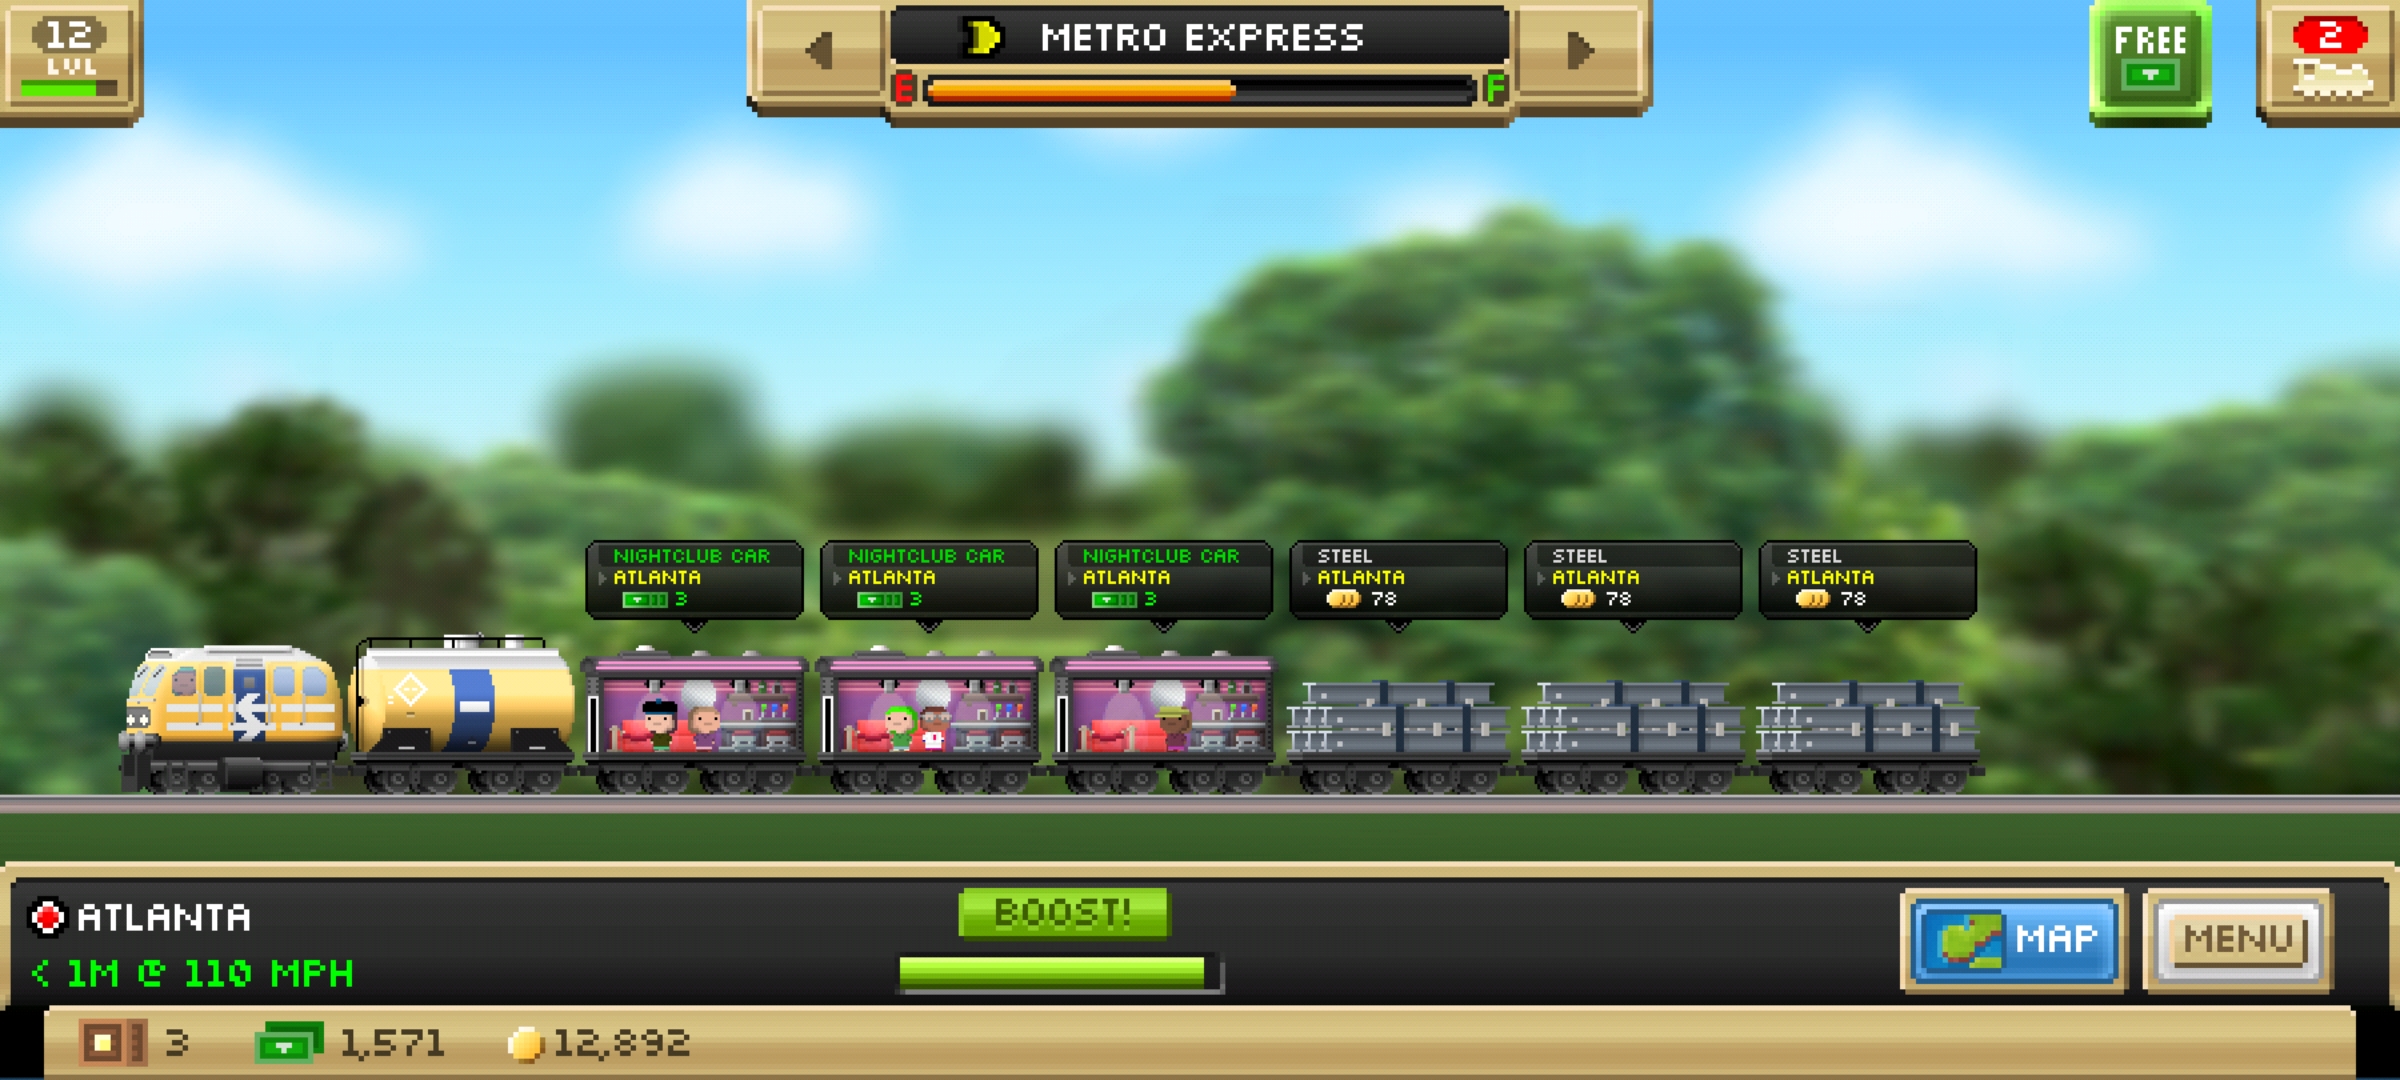 12
LVL
METRO EXPRESS
E F
FREE
2
NIGHTCLUB CAR
ATLANTA
3
NIGHTCLUB CAR
ATLANTA
3
NIGHTCLUB CAR
ATLANTA
3
STEEL
ATLANTA
78
STEEL
ATLANTA
78
STEEL
ATLANTA
78
ATLANTA
< 1M @ 110 MPH
BOOST!
MAP
MENU
3 1,571 12,892